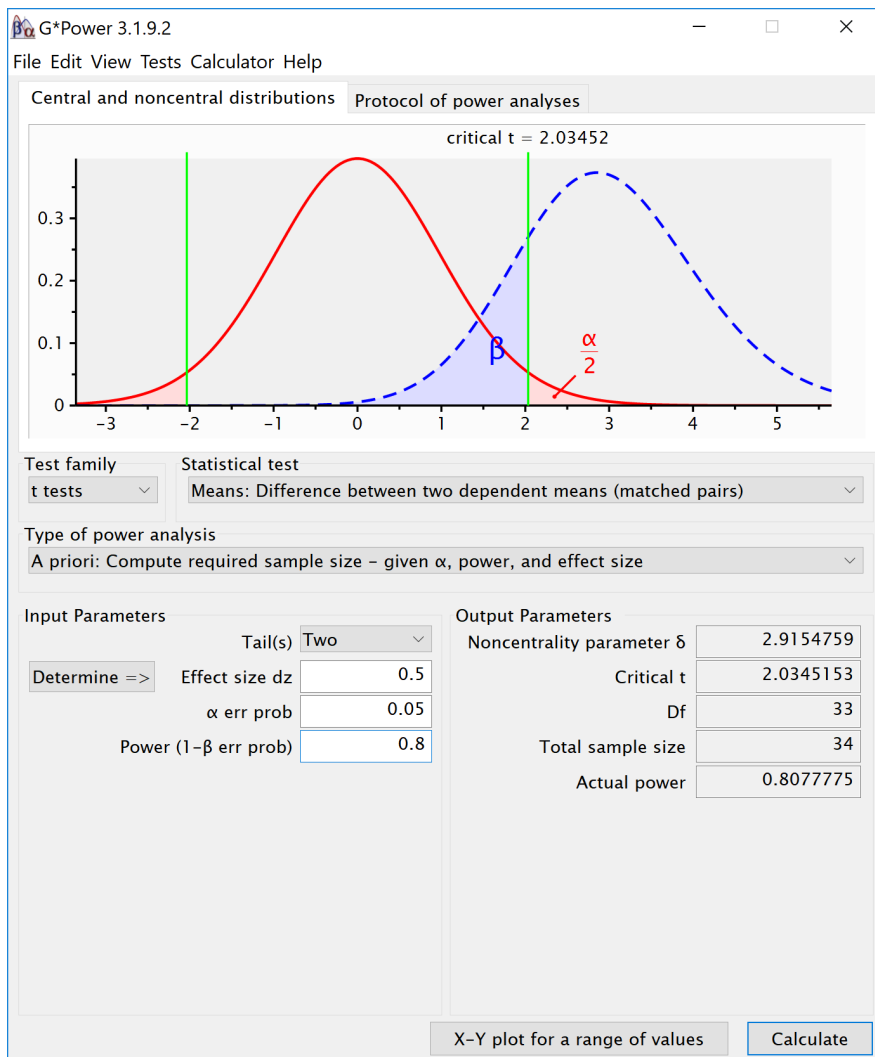 βα G*Power 3.1.9.2
File Edit View Tests Calculator Help
Central and noncentral distributions Protocol of power analyses
critical t = 2.03452
0.3
0.2
0.1
0
β
α
2
-3 -2 -1 0 1 2 3 4 5
Test family Statistical test
t tests Means: Difference between two dependent means (matched pairs)
Type of power analysis
A priori: Compute required sample size - given α, power, and effect size
Input Parameters Output Parameters
Tail(s) Two Noncentrality parameter δ 2.9154759
Determine => Effect size dz 0.5 Critical t 2.0345153
α err prob 0.05 Df 33
Power (1-β err prob) 0.8 Total sample size 34
Actual power 0.8077775
X-Y plot for a range of values Calculate